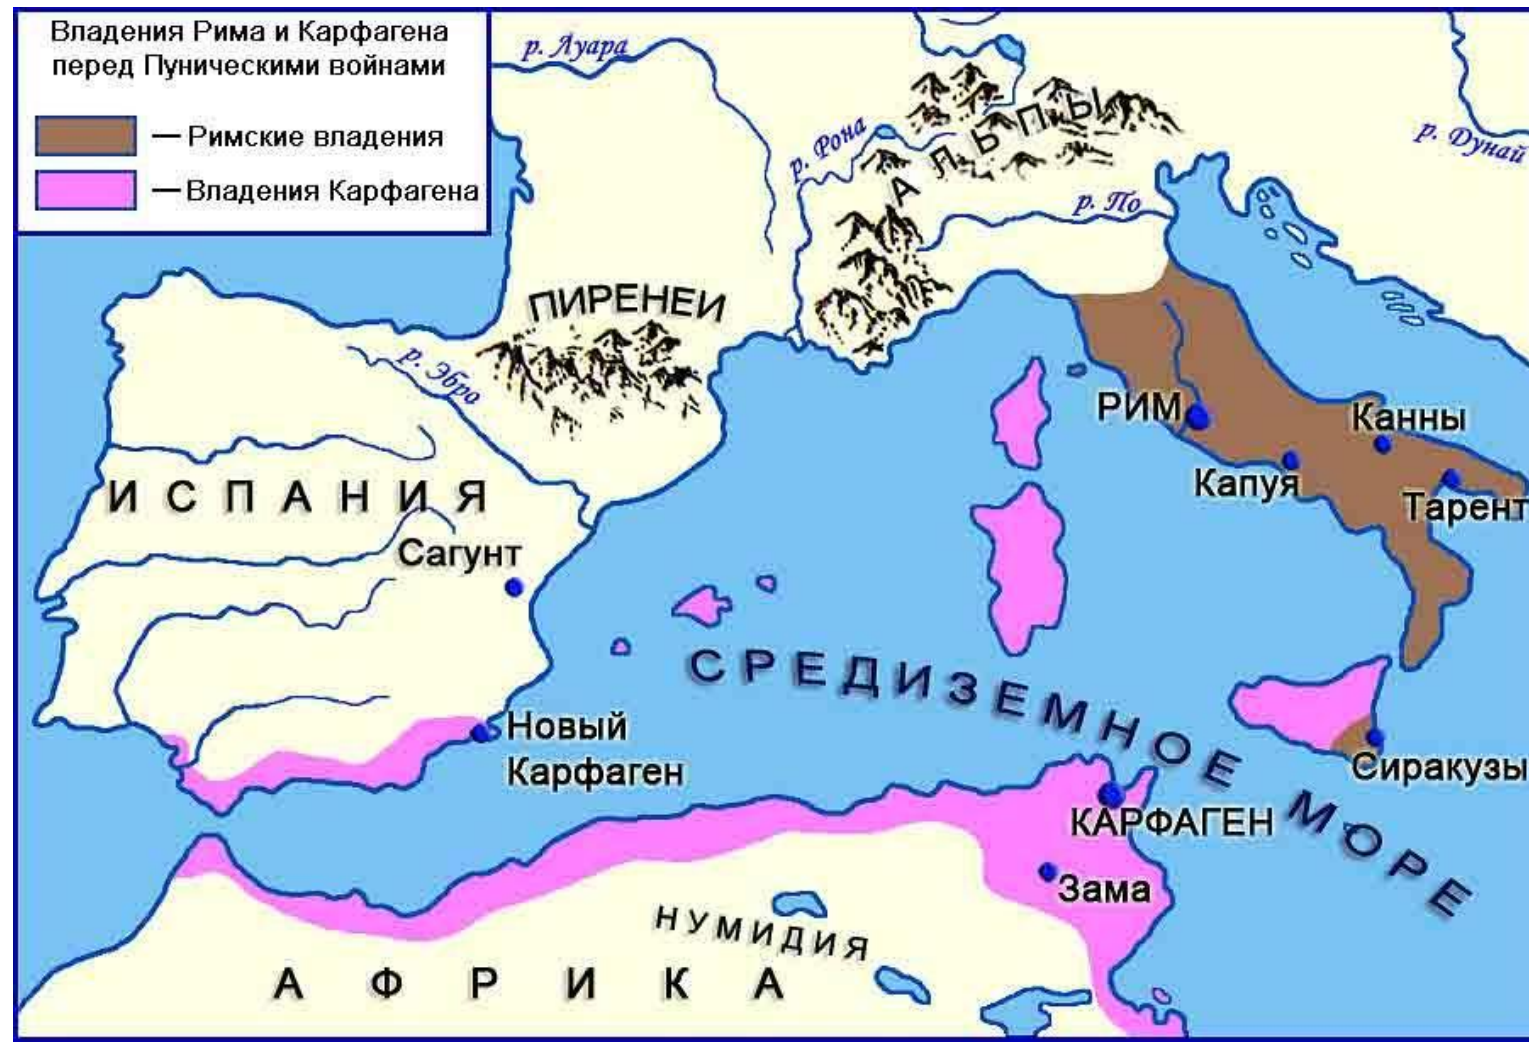 Владения Рима и Карфагена
перед Пуническими войнами
— Римские владения
— Владения Карфагена
р. Луара
р. Рона
АЛЬПЫ
р. Дунай
р. По
ПИРЕНЕИ
р. Эбро
РИМ
Канны
Капуя
Тарент
ИСПАНИЯ
Сагунт
СРЕДИЗЕМНОЕ МОРЕ
Новый
Карфаген
Сиракузы
КАРФАГЕН
Зама
НУМИДИЯ
АФРИКА